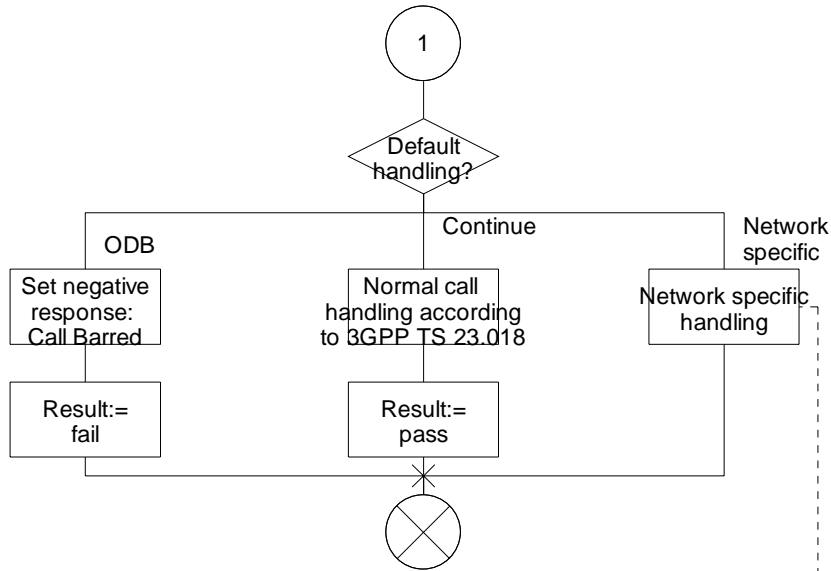 1
Default
handling?
ODB
Continue
Network
specific
Set negative
response:
Call Barred
Normal call
handling according
to 3GPP TS 23.018
Network specific
handling
Result:=
fail
Result:=
pass